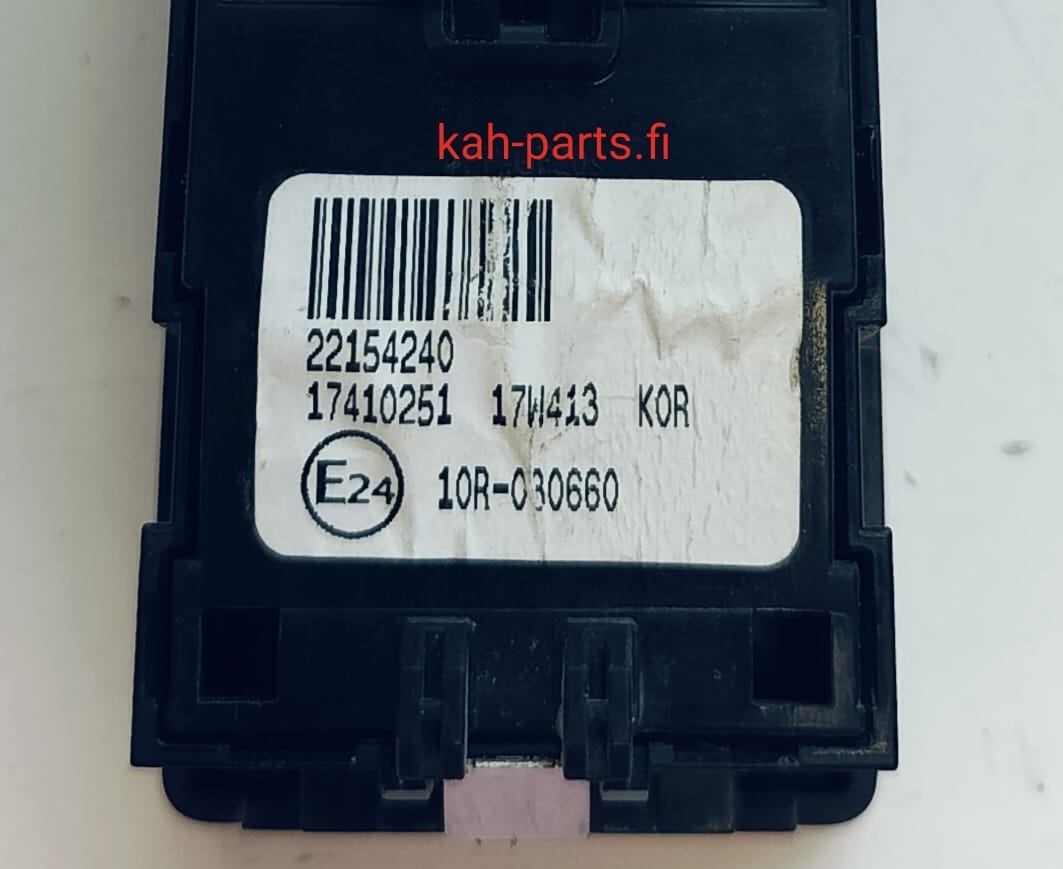 kah-parts.fi
22154240
17410251 17W413 KOR
E24 10R-030660